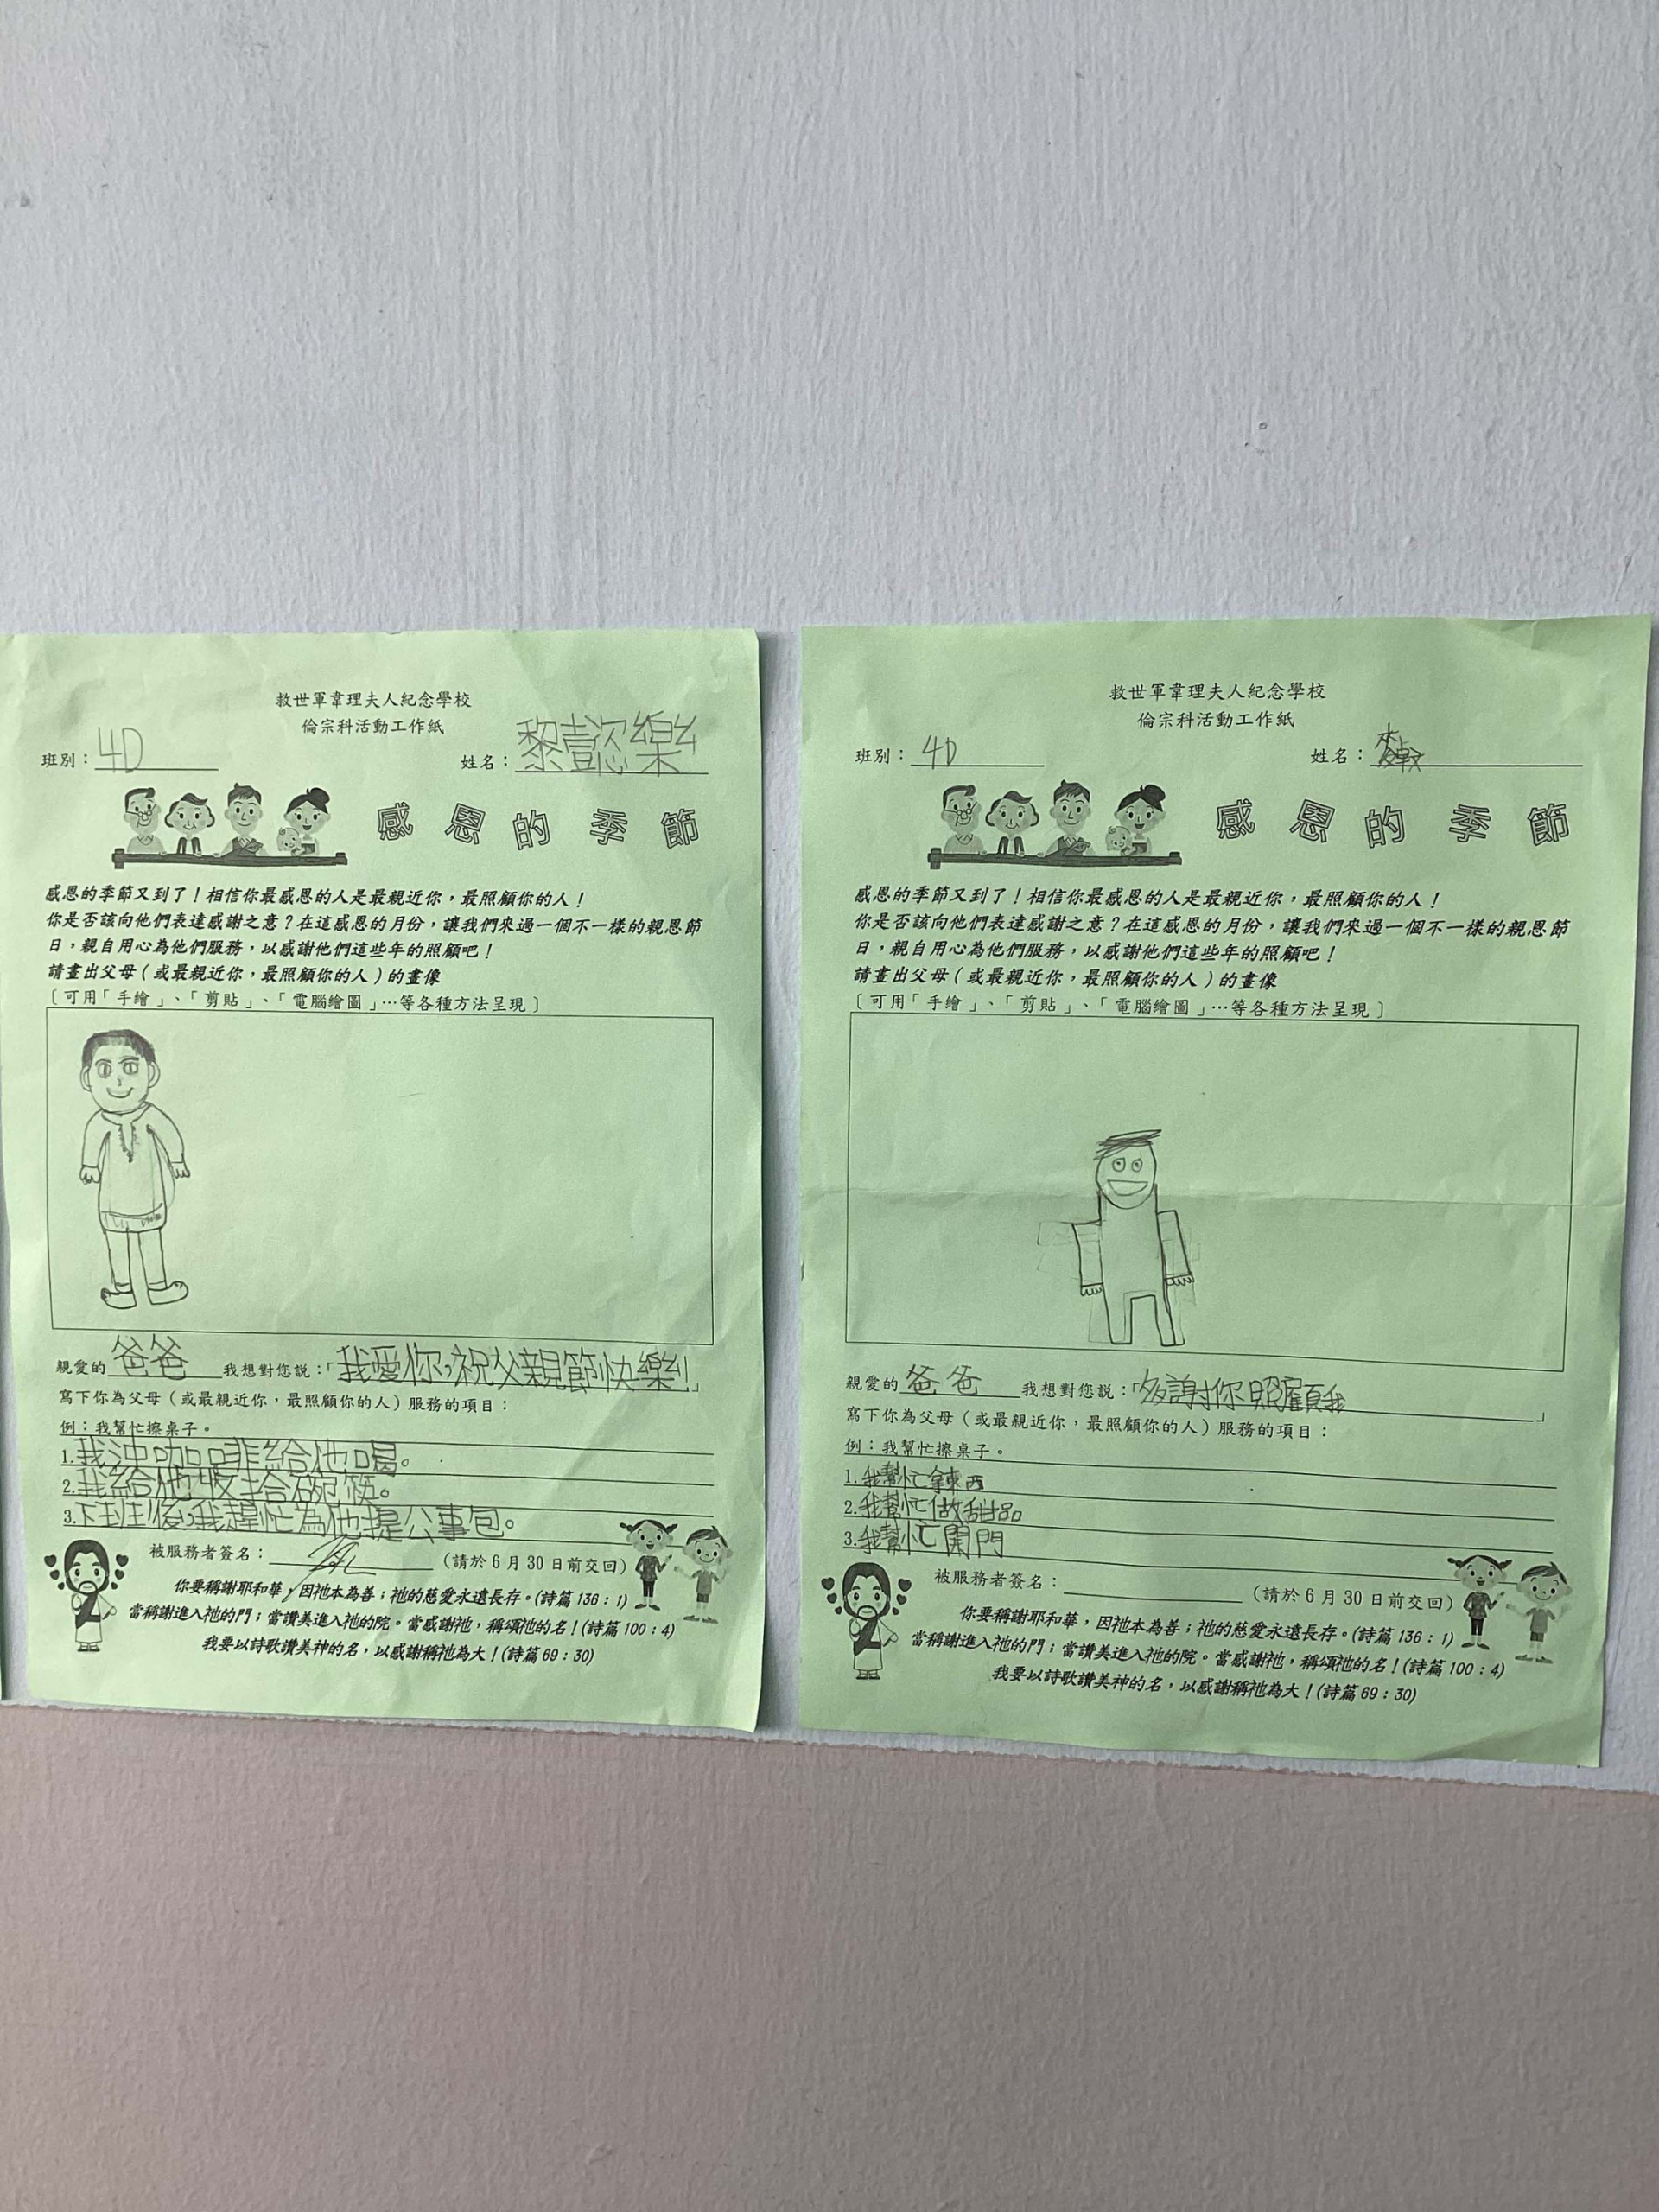 救世軍韋理夫人紀念學校
倫宗科活動工作紙
班別：4D 姓名：黎懿樂
感恩的季節
感恩的季節又到了！相信你最感恩的人是最親近你，最照顧你的人！
你是否該向他們表達感謝之意？在這感恩的月份，讓我們來過一個不一樣的親恩節
日，親自用心為他們服務，以感謝他們這些年的照顧吧！
請畫出父母（或最親近你，最照顧你的人）的畫像
〔可用「手繪」、「剪貼」、「電腦繪圖」…等各種方法呈現〕
親愛的爸爸我想對您說：「我愛你，祝父親節快樂！」
寫下你為父母（或最親近你，最照顧你的人）服務的項目：
例：我幫忙擦桌子。
1.我沖咖啡給他喝。
2.我給他收拾碗筷。
3.下班後，我趕忙為他提公事包。
被服務者簽名：（請於6月30日前交回）
你要稱謝耶和華，因祂本為善；祂的慈愛永遠長存。(詩篇136：1)
當稱謝進入祂的門；當讚美進入祂的院。當感謝祂，稱頌祂的名！(詩篇100：4)
我要以詩歌讚美神的名，以感謝稱祂為大！(詩篇69：30)
救世軍韋理夫人紀念學校
倫宗科活動工作紙
班別：4D 姓名：
感恩的季節
感恩的季節又到了！相信你最感恩的人是最親近你，最照顧你的人！
你是否該向他們表達感謝之意？在這感恩的月份，讓我們來過一個不一樣的親恩節
日，親自用心為他們服務，以感謝他們這些年的照顧吧！
請畫出父母（或最親近你，最照顧你的人）的畫像
〔可用「手繪」、「剪貼」、「電腦繪圖」…等各種方法呈現〕
親愛的爸爸我想對您說：「多謝你照顧我」
寫下你為父母（或最親近你，最照顧你的人）服務的項目：
例：我幫忙擦桌子。
1.我幫忙拿東西
2.我幫忙做甜品
3.我幫忙開門
被服務者簽名：（請於6月30日前交回）
你要稱謝耶和華，因祂本為善；祂的慈愛永遠長存。(詩篇136：1)
當稱謝進入祂的門；當讚美進入祂的院。當感謝祂，稱頌祂的名！(詩篇100：4)
我要以詩歌讚美神的名，以感謝稱祂為大！(詩篇69：30)